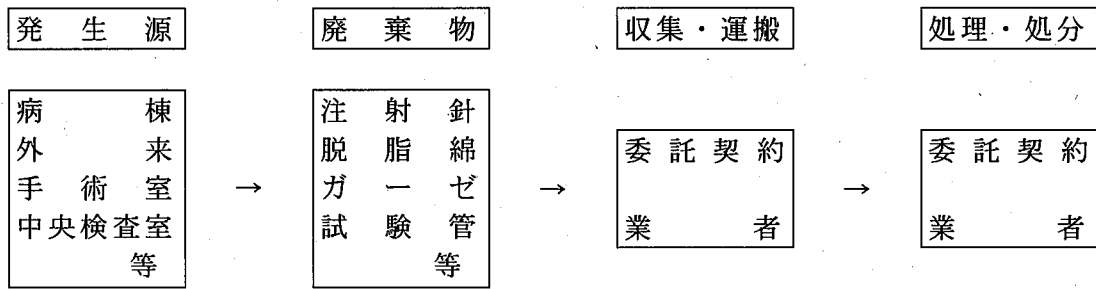 発生源
廃棄物
収集・運搬
処理・処分
病棟
外来
手術室
中央検査室
等
→
注射針
脱脂綿
ガーゼ
試験管
等
→
委託契約
業者
→
委託契約
業者